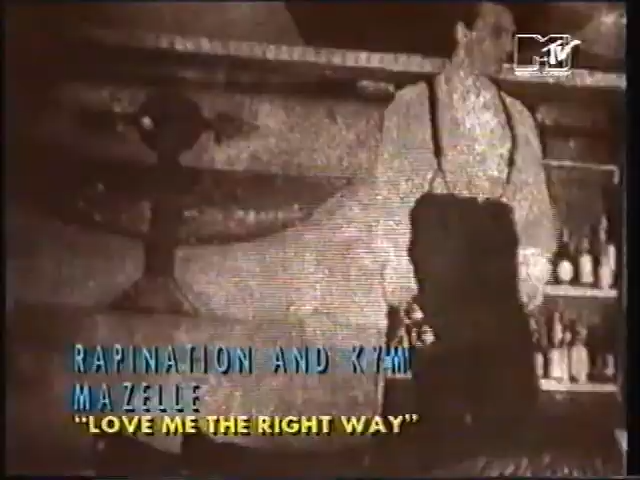 MTV
RAPINATION AND KYM
MAZELLE
"LOVE ME THE RIGHT WAY"